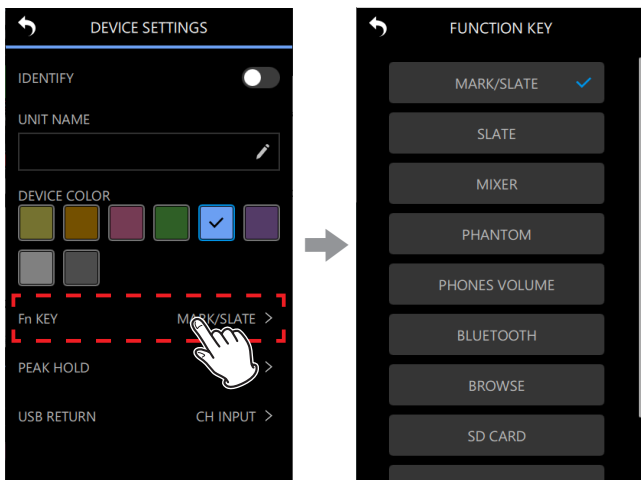 DEVICE SETTINGS
IDENTIFY
UNIT NAME
DEVICE COLOR
Fn KEY MARK/SLATE >
PEAK HOLD >
USB RETURN CH INPUT >
FUNCTION KEY
MARK/SLATE
SLATE
MIXER
PHANTOM
PHONES VOLUME
BLUETOOTH
BROWSE
SD CARD